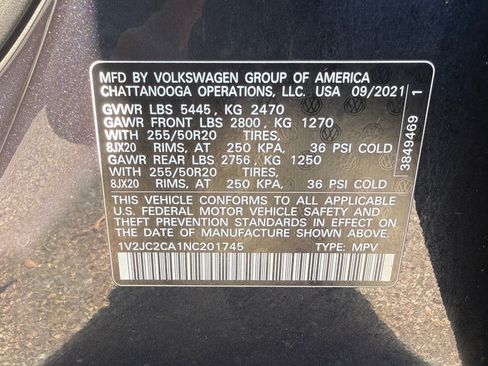 MFD BY VOLKSWAGEN GROUP OF AMERICA
CHATTANOOGA OPERATIONS, LLC. USA 09/2021
GVWR LBS 5445, KG 2470
GAWR FRONT LBS 2800, KG 1270
WITH 255/50R20 TIRES,
8JX20 RIMS, AT 250 KPA, 36 PSI COLD
GAWR REAR LBS 2756, KG 1250
WITH 255/50R20 TIRES,
8JX20 RIMS, AT 250 KPA, 36 PSI COLD
THIS VEHICLE CONFORMS TO ALL APPLICABLE
U.S. FEDERAL MOTOR VEHICLE SAFETY AND
THEFT PREVENTION STANDARDS IN EFFECT ON
THE DATE OF MANUFACTURE SHOWN ABOVE
1V2JC2CA1NC201745 TYPE: MPV
3849469 1